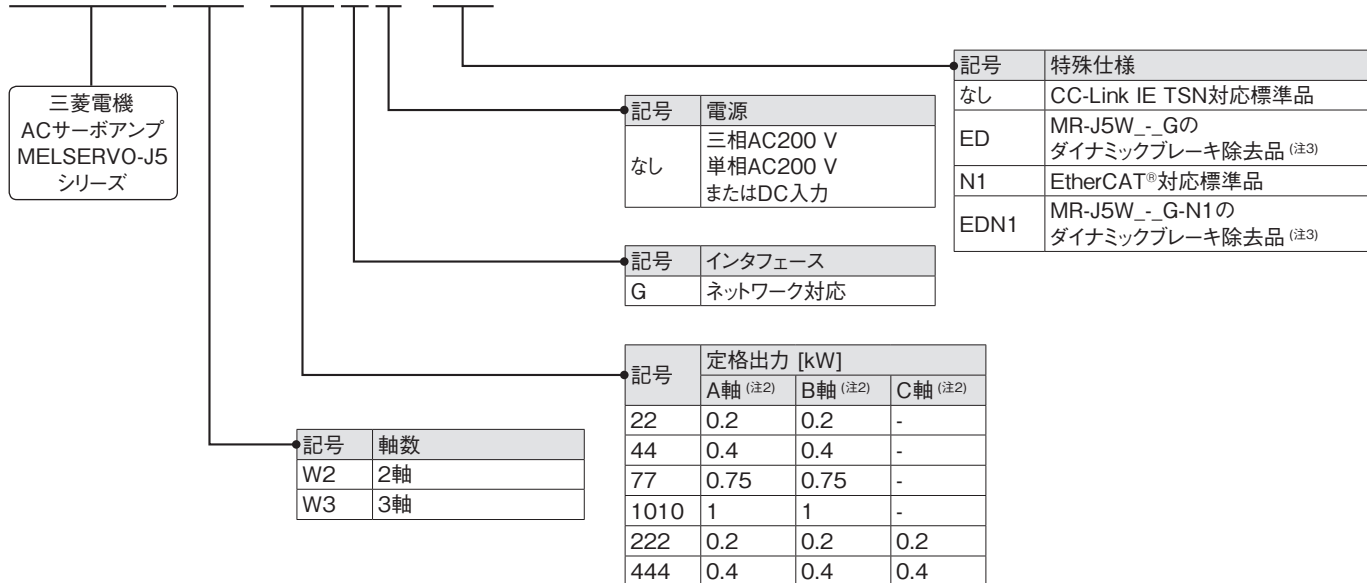 三菱電機
ACサーボアンプ
MELSERVO-J5
シリーズ
記号 特殊仕様
なし CC-Link IE TSN対応標準品
ED MR-J5W_-_Gの
ダイナミックブレーキ除去品 (注3)
N1 EtherCAT®対応標準品
EDN1 MR-J5W_-_G-N1の
ダイナミックブレーキ除去品 (注3)
記号 電源
なし 三相AC200 V
単相AC200 V
またはDC入力
記号 インタフェース
G ネットワーク対応
記号 定格出力 [kW]
A軸 (注2) B軸 (注2) C軸 (注2)
22 0.2 0.2 -
44 0.4 0.4 -
77 0.75 0.75 -
1010 1 1 -
222 0.2 0.2 0.2
444 0.4 0.4 0.4
記号 軸数
W2 2軸
W3 3軸